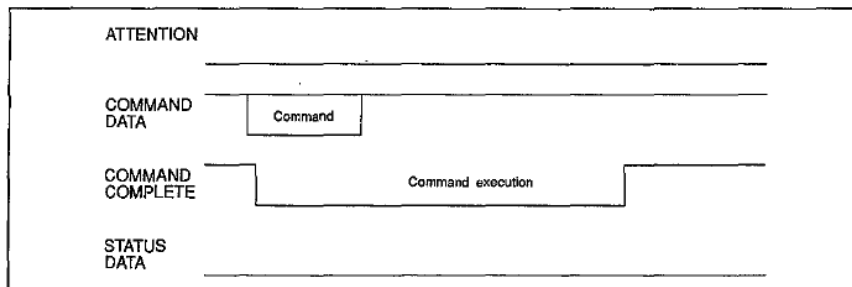 ATTENTION
COMMAND
DATA
Command
COMMAND
COMPLETE
Command execution
STATUS
DATA